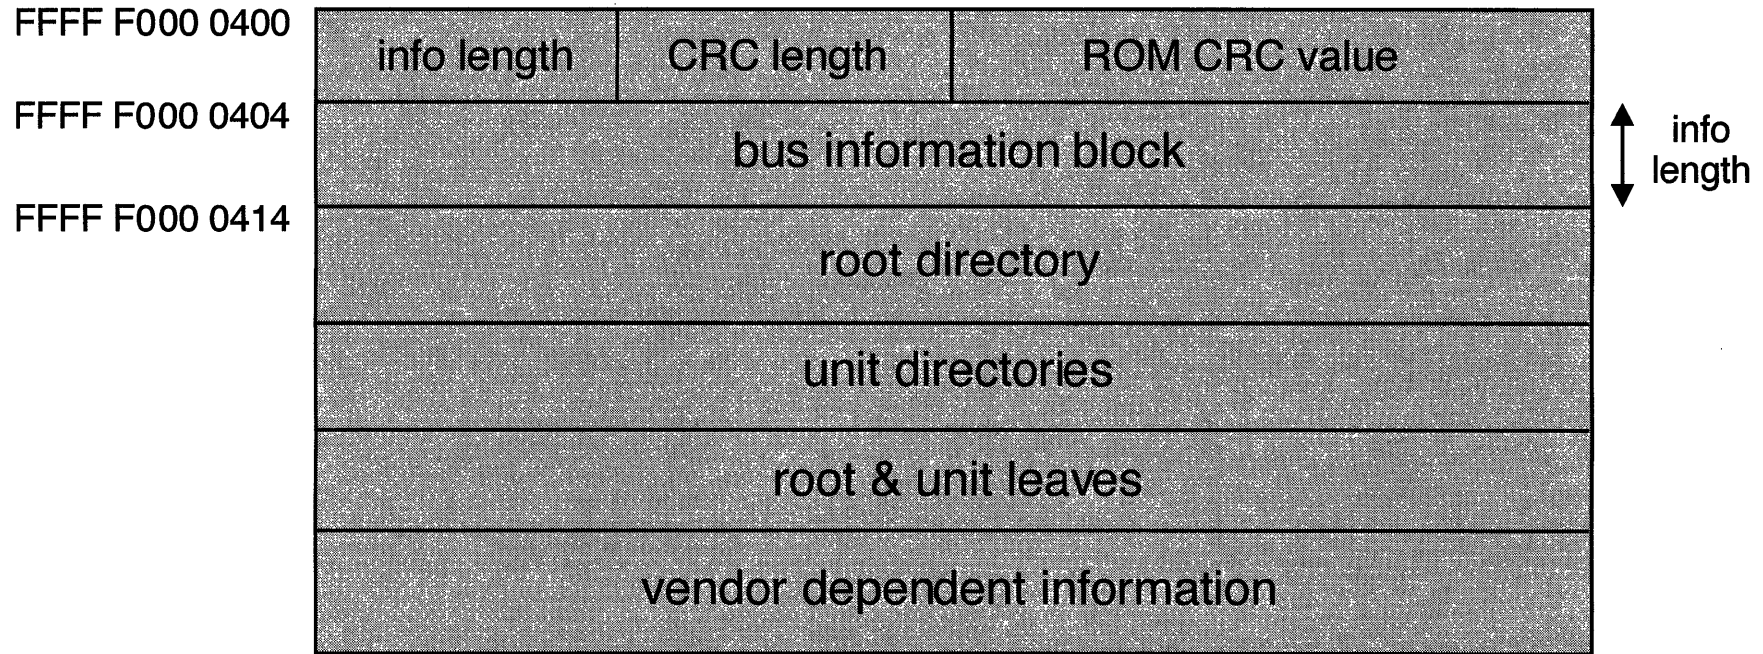 FFFF F000 0400
info length CRC length ROM CRC value
FFFF F000 0404
bus information block
info
length
FFFF F000 0414
root directory
unit directories
root & unit leaves
vendor dependent information